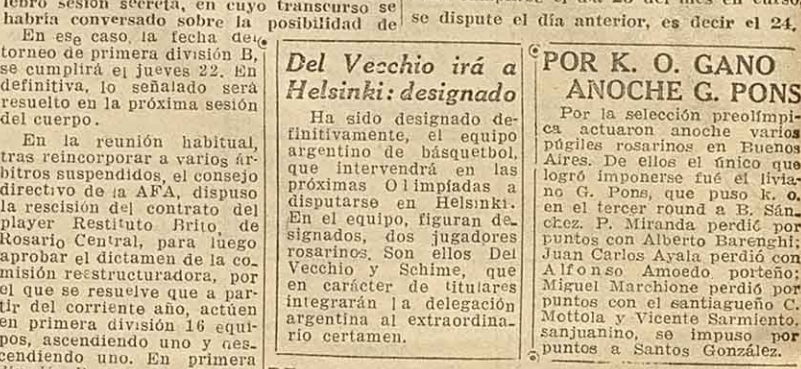 lebró sesión secreta, en cuyo transcurso se
habría conversado sobre la posibilidad de
En ese caso, la fecha del
torneo de primera división B,
se cumplirá el jueves 22. En
definitiva, lo señalado será
resuelto en la próxima sesión
del cuerpo.
En la reunión habitual,
tras reincorporar a varios ár-
bitros suspendidos, el consejo
directivo de la AFA, dispuso
la rescisión del contrato del
player Restituto Brito, de
Rosario Central, para luego
aprobar el dictamen de la co-
misión reestructuradora, por
el que se resuelve que a par-
tir del corriente año, actúen
en primera división 16 equi-
pos, ascendiendo uno y des-
cendiendo uno. En primera
se dispute el día anterior, es decir el 24,
Del Vecchio irá a
Helsinki: designado
Ha sido designado de-
finitivamente, el equipo
argentino de básquetbol,
que intervendrá en las
próximas Olimpíadas a
disputarse en Helsinki.
En el equipo, figuran de-
signados, dos jugadores
rosarinos. Son ellos Del
Vecchio y Schime, que
en carácter de titulares
integrarán la delegación
argentina al extraordina-
rio certamen.
POR K. O. GANO
ANOCHE G. PONS
Por la selección preolímpi-
ca actuaron anoche varios
púgiles rosarinos en Buenos
Aires. De ellos el único que
logró imponerse fué el livia-
no G. Pons, que puso k. o.
en el tercer round a B. Sán-
chez. P. Miranda perdió por
puntos con Alberto Barenghi;
Juan Carlos Ayala perdió con
Alfonso Amoedo porteño;
Miguel Marchione perdió por
puntos con el santiagueño C.
Mottola y Vicente Sarmiento,
sanjuanino, se impuso por
puntos a Santos González.